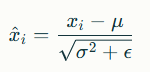 x̂ᵢ = (xᵢ − μ) / √(σ² + ϵ)